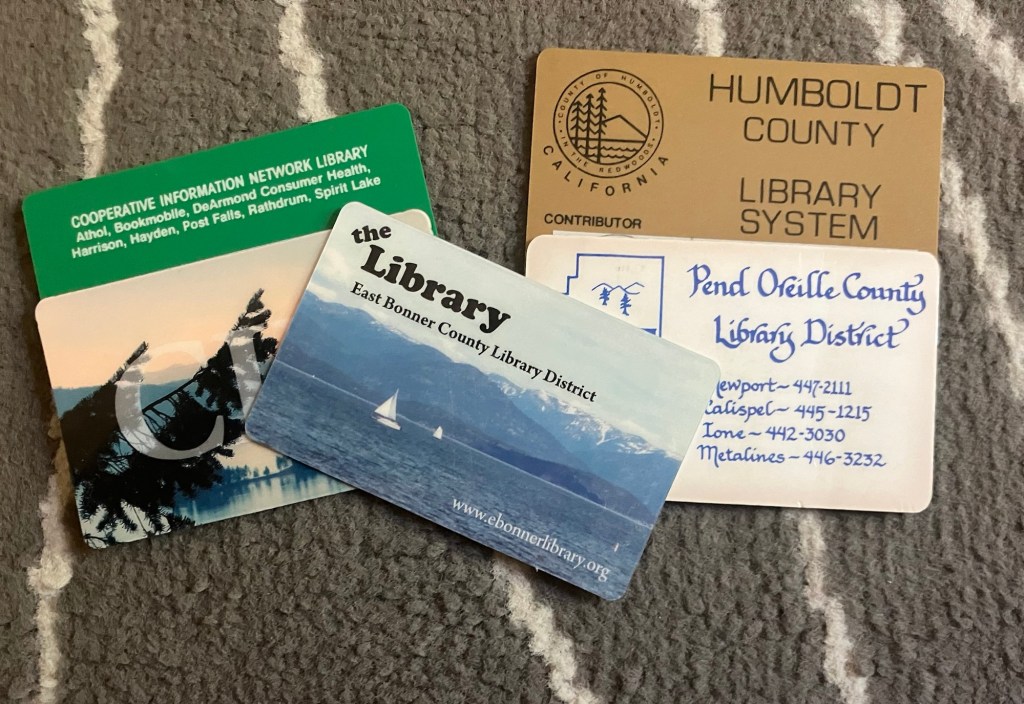 COOPERATIVE INFORMATION NETWORK LIBRARY
Athol, Bookmobile, DeArmond Consumer Health,
Harrison, Hayden, Post Falls, Rathdrum, Spirit Lake
the
Library
East Bonner County Library District
www.ebonnerlibrary.org
COUNTY OF HUMBOLDT
IN THE REDWOODS
CALIFORNIA
CONTRIBUTOR
HUMBOLDT
COUNTY
LIBRARY
SYSTEM
Pend Oreille County
Library District
ewport~ 447-2111
Calispel~ 445-1215
Ione~ 442-3030
Metalines~ 446-3232